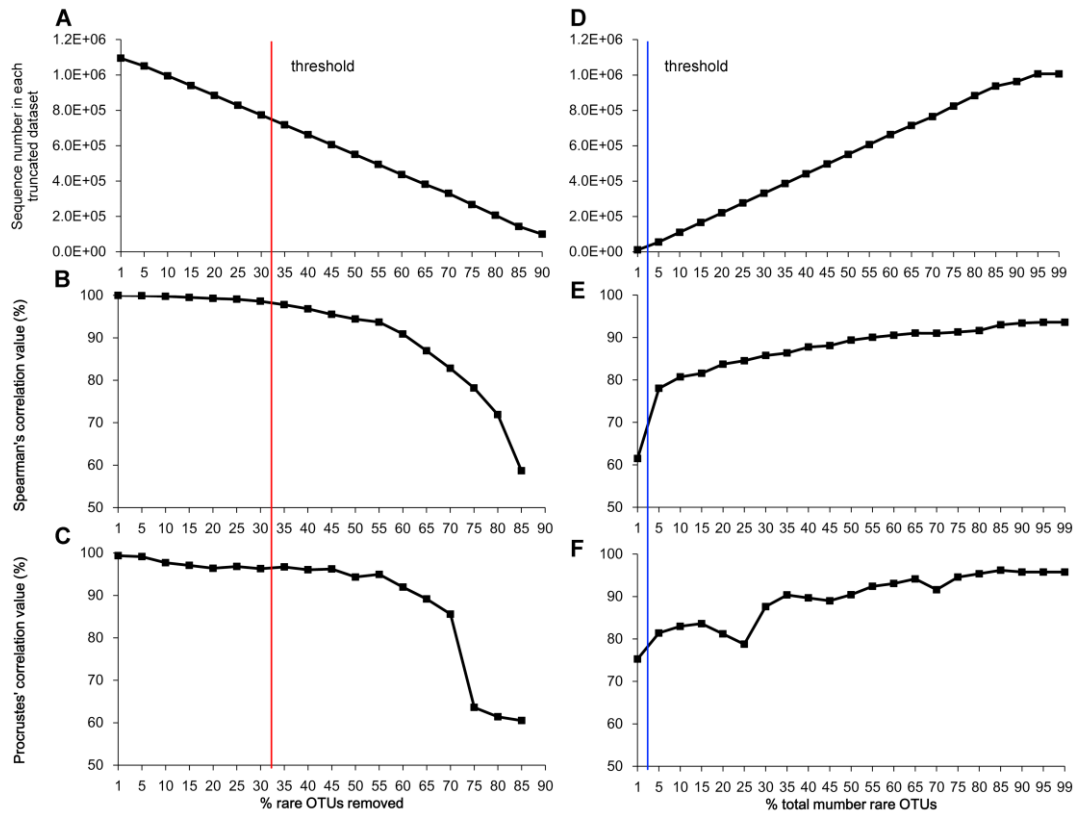 A
Sequence number in each
truncated dataset
1.2E+06
1.0E+06
8.0E+05
6.0E+05
4.0E+05
2.0E+05
0.0E+00
threshold
1 5 10 15 20 25 30 35 40 45 50 55 60 65 70 75 80 85 90
B
Spearman's correlation value (%)
100
90
80
70
60
50
1 5 10 15 20 25 30 35 40 45 50 55 60 65 70 75 80 85 90
C
Procrustes' correlation value (%)
100
90
80
70
60
50
1 5 10 15 20 25 30 35 40 45 50 55 60 65 70 75 80 85 90
% rare OTUs removed
D
1.2E+06
1.0E+06
8.0E+05
6.0E+05
4.0E+05
2.0E+05
0.0E+00
threshold
1 5 10 15 20 25 30 35 40 45 50 55 60 65 70 75 80 85 90 95 99
E
100
90
80
70
60
50
1 5 10 15 20 25 30 35 40 45 50 55 60 65 70 75 80 85 90 95 99
F
100
90
80
70
60
50
1 5 10 15 20 25 30 35 40 45 50 55 60 65 70 75 80 85 90 95 99
% total mumber rare OTUs